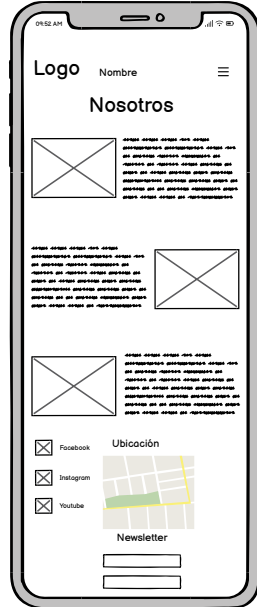 09:52 AM
Logo Nombre
Nosotros
Facebook
Ubicación
Instagram
Youtube
Newsletter